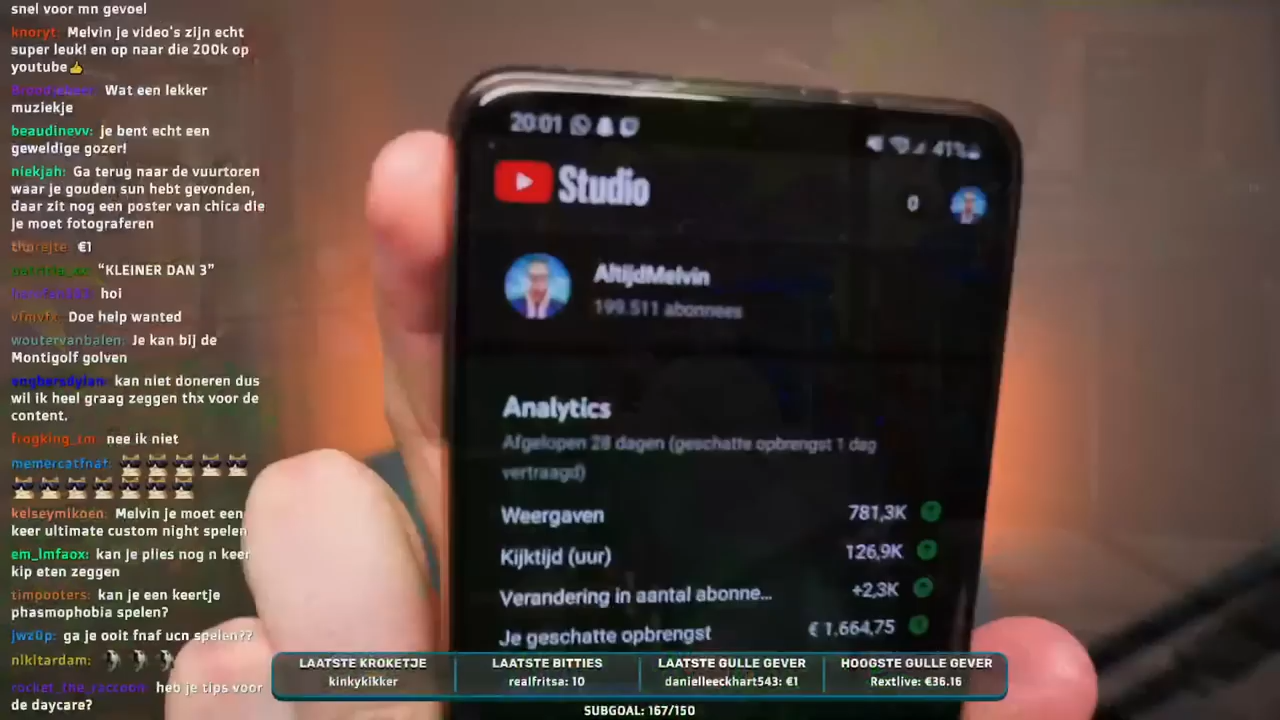 snel voor mn gevoel
knoryt: Melvin je video's zijn echt
super leuk! en op naar die 200k op
youtube👍
Wat een lekker
muziekje
beaudinevv: je bent echt een
geweldige gozer!
niekjah: Ga terug naar de vuurtoren
waar je gouden sun hebt gevonden,
daar zit nog een poster van chica die
je moet fotograferen
€1
“KLEINER DAN 3”
hoi
vfmvfx: Doe help wanted
woutervanbalen: Je kan bij de
Montigolf golven
kan niet doneren dus
wil ik heel graag zeggen thx voor de
content.
frogking_rm: nee ik niet
memercatfnaf:
kelseymikoen: Melvin je moet een
keer ultimate custom night spelen
em_lmfaox: kan je plies nog n keer
kip eten zeggen
timpooters: kan je een keertje
phasmophobia spelen?
jwz0p: ga je ooit fnaf ucn spelen??
nikitardam:
rocket_the_raccoon: heb je tips voor
de daycare?
20:01
41%
Studio
0
AltijdMelvin
199.511 abonnees
Analytics
Afgelopen 28 dagen (geschatte opbrengst 1 dag
vertraagd)
Weergaven 781,3K
Kijktijd (uur) 126,9K
Verandering in aantal abonne... +2,3K
Je geschatte opbrengst € 1.664,75
LAATSTE KROKETJE
kinkykikker
LAATSTE BITTIES
realfritsa: 10
LAATSTE GULLE GEVER
danielleeckhart543: €1
HOOGSTE GULLE GEVER
Rextlive: €36.16
SUBGOAL: 167/150